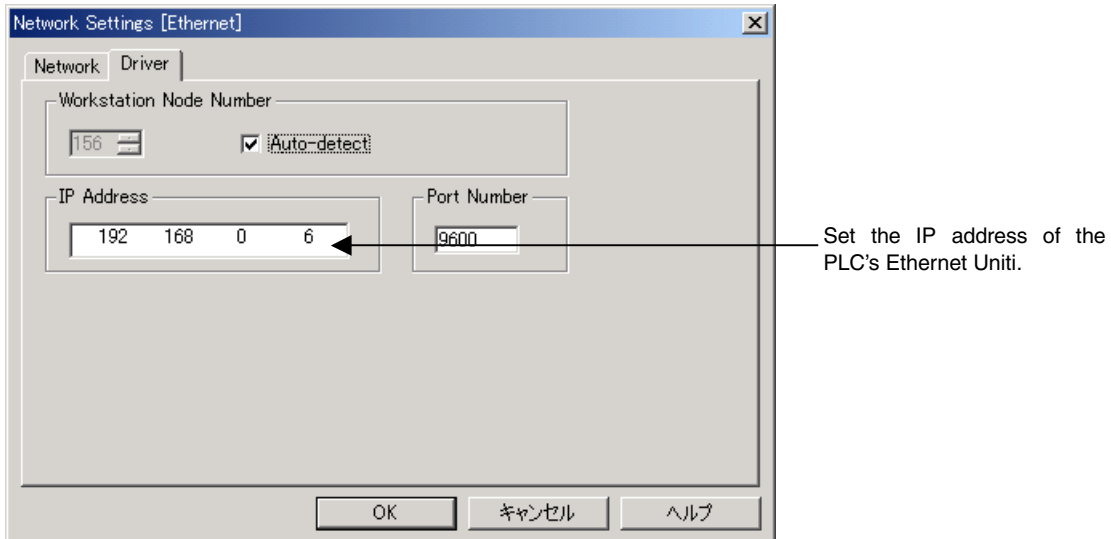 Network Settings [Ethernet]
Network
Driver
Workstation Node Number
156
Auto-detect
IP Address
192 168 0 6
Port Number
9600
Set the IP address of the
PLC's Ethernet Uniti.
OK
キャンセル
ヘルプ